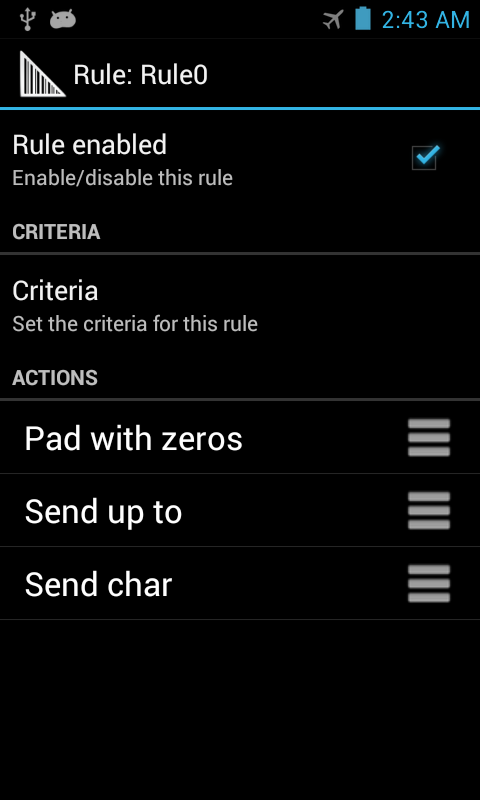 2:43 AM
Rule: Rule0
Rule enabled
Enable/disable this rule
CRITERIA
Criteria
Set the criteria for this rule
ACTIONS
Pad with zeros
Send up to
Send char